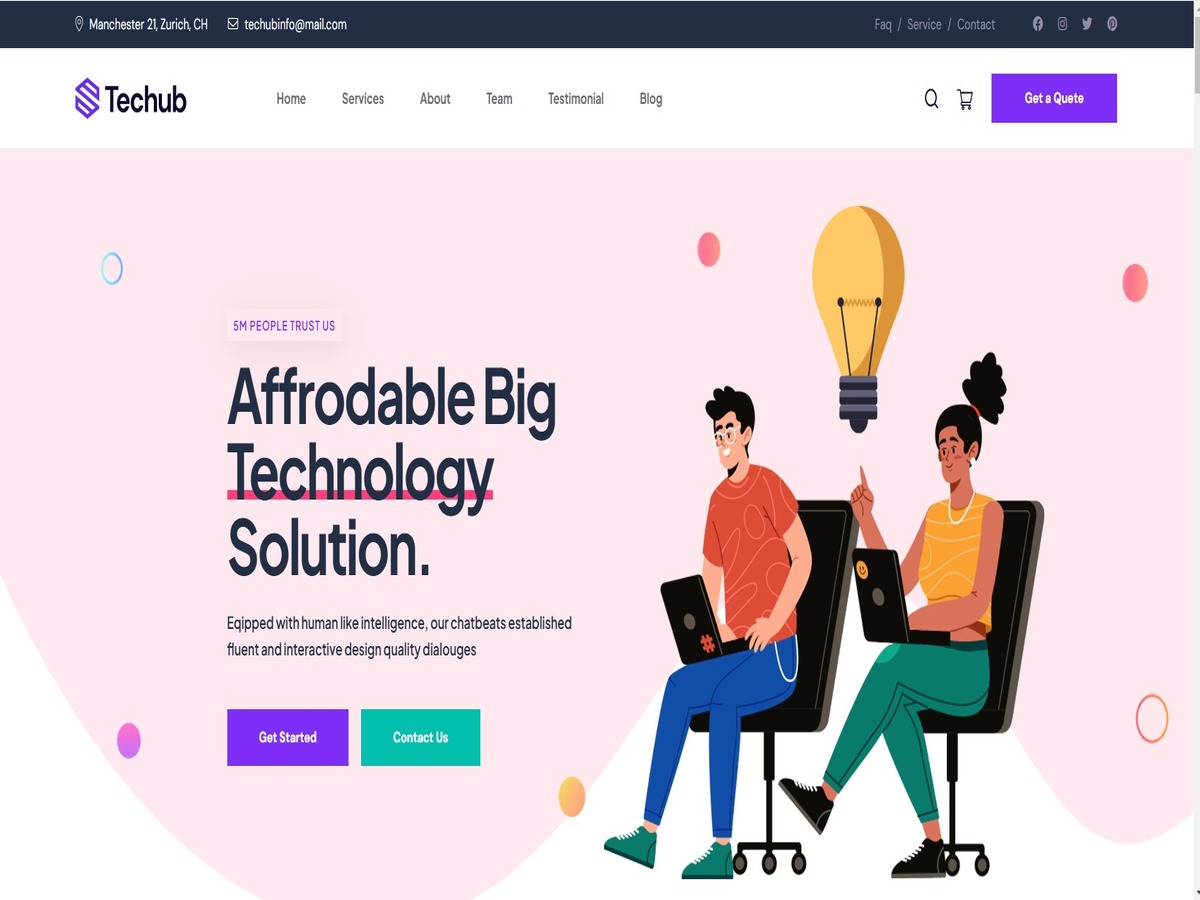 Manchester 21, Zurich, CH
techubinfo@mail.com
Faq / Service / Contact
Techub
Home
Services
About
Team
Testimonial
Blog
Get a Quote
5M PEOPLE TRUST US
Affrodable Big
Technology
Solution.
Eqipped with human like intelligence, our chatbeats established
fluent and interactive design quality dialouges
Get Started
Contact Us
#